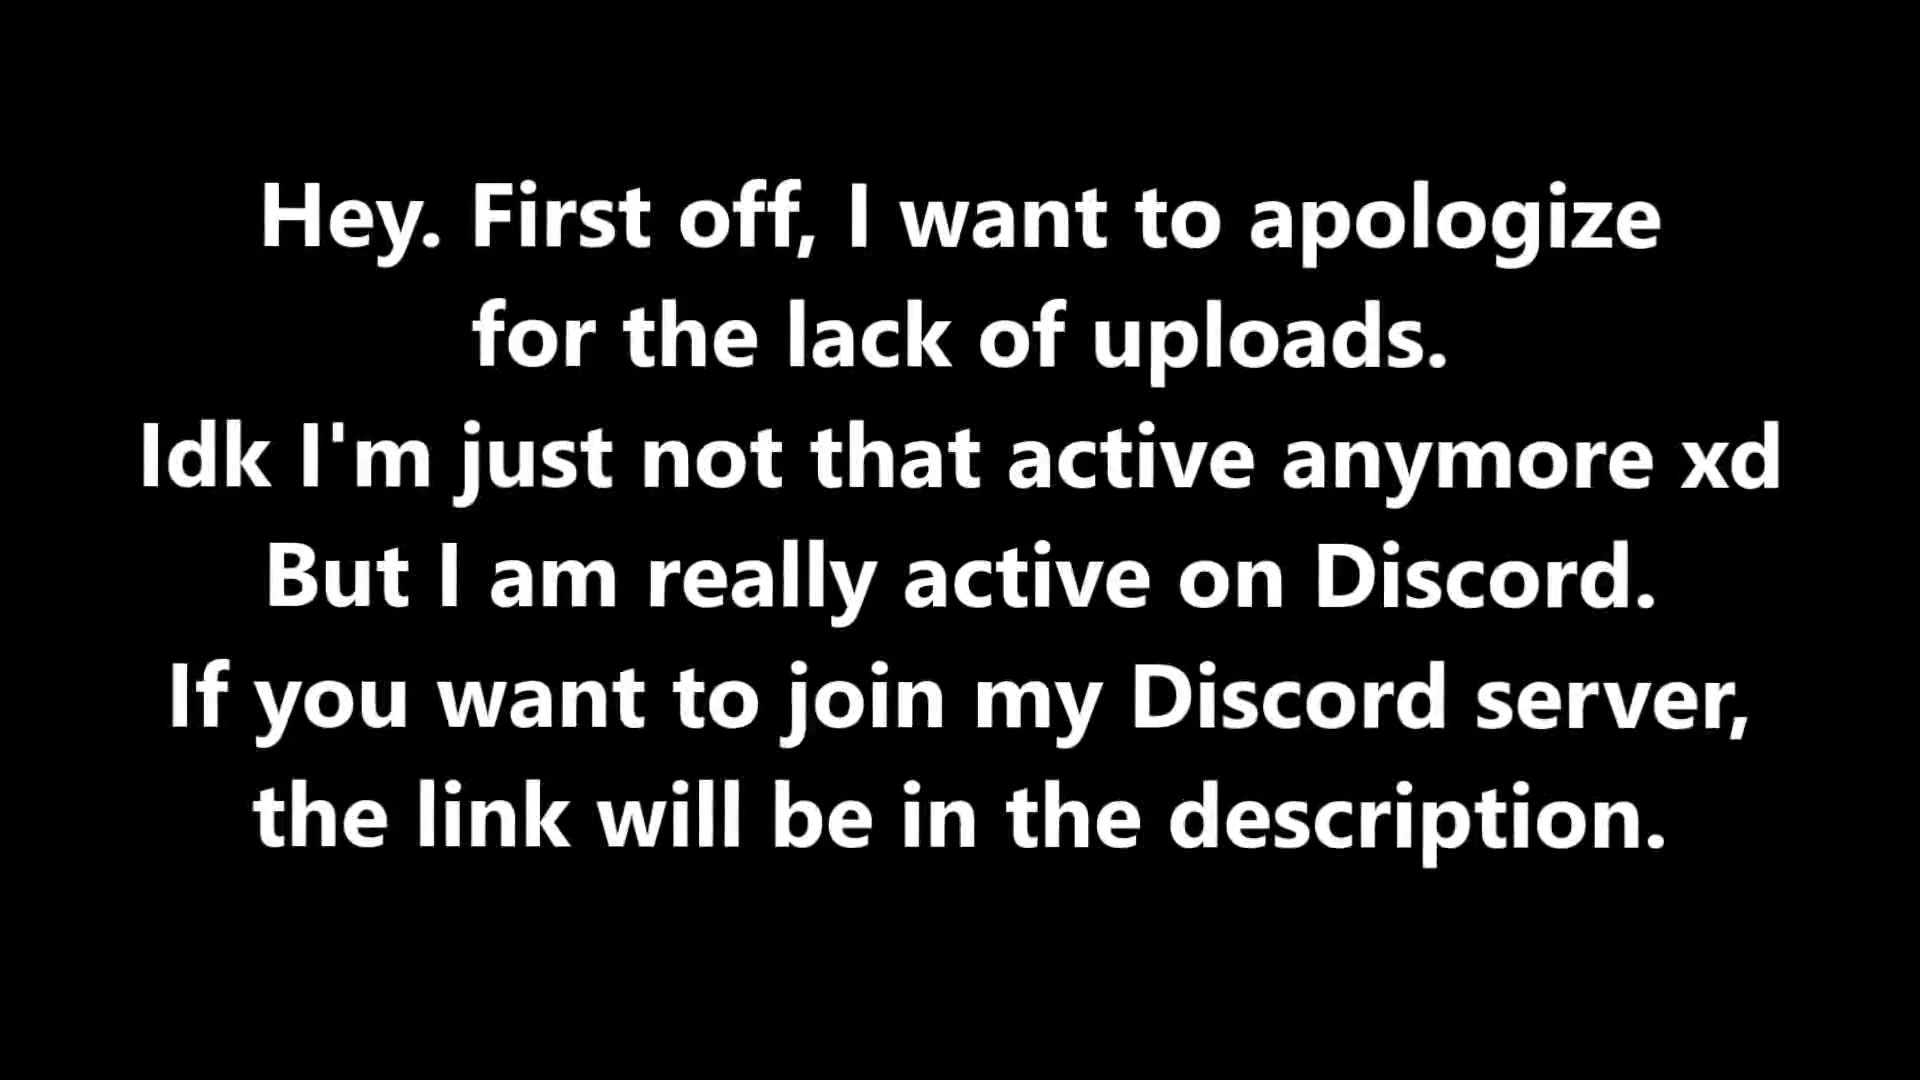 Hey. First off, I want to apologize
for the lack of uploads.
Idk I'm just not that active anymore xd
But I am really active on Discord.
If you want to join my Discord server,
the link will be in the description.